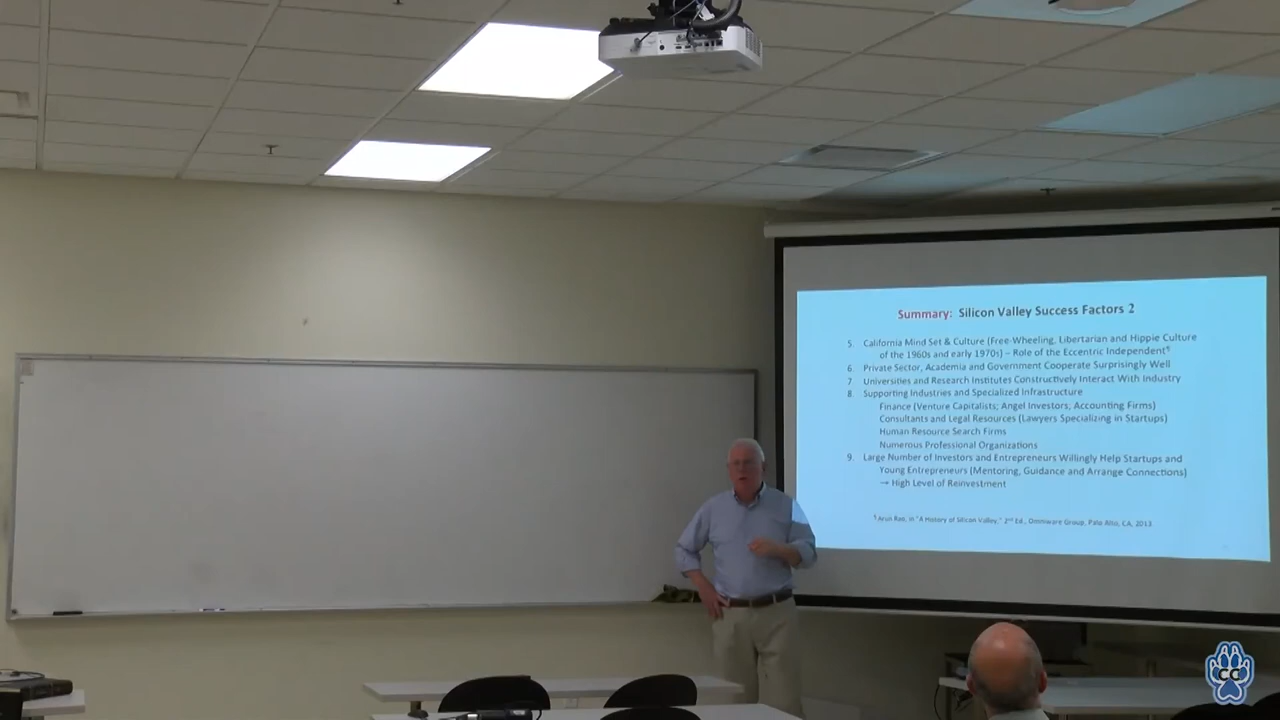 Summary: Silicon Valley Success Factors 2
5. California Mind Set & Culture (Free-Wheeling, Libertarian and Hippie Culture
of the 1960s and early 1970s) – Role of the Eccentric Independent¶
6. Private Sector, Academia and Government Cooperate Surprisingly Well
7 Universities and Research Institutes Constructively Interact With Industry
8 Supporting Industries and Specialized Infrastructure
Finance (Venture Capitalists; Angel Investors; Accounting Firms)
Consultants and Legal Resources (Lawyers Specializing in Startups)
Human Resource Search Firms
Numerous Professional Organizations
9. Large Number of Investors and Entrepreneurs Willingly Help Startups and
Young Entrepreneurs (Mentoring, Guidance and Arrange Connections)
→ High Level of Reinvestment
¶ Arun Rao, in "A History of Silicon Valley," 2nd Ed., Omniware Group, Palo Alto, CA, 2013
CC